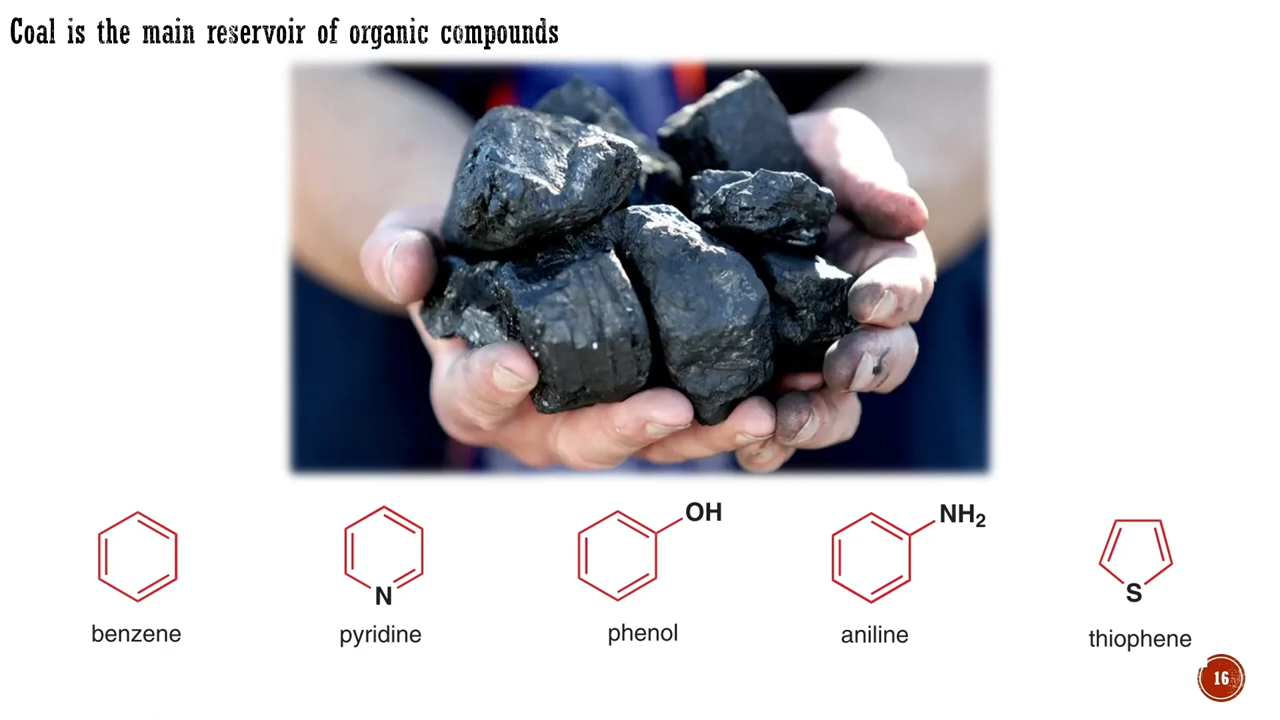 Coal is the main reservoir of organic compounds
OH
NH₂
N
S
benzene
pyridine
phenol
aniline
thiophene
16